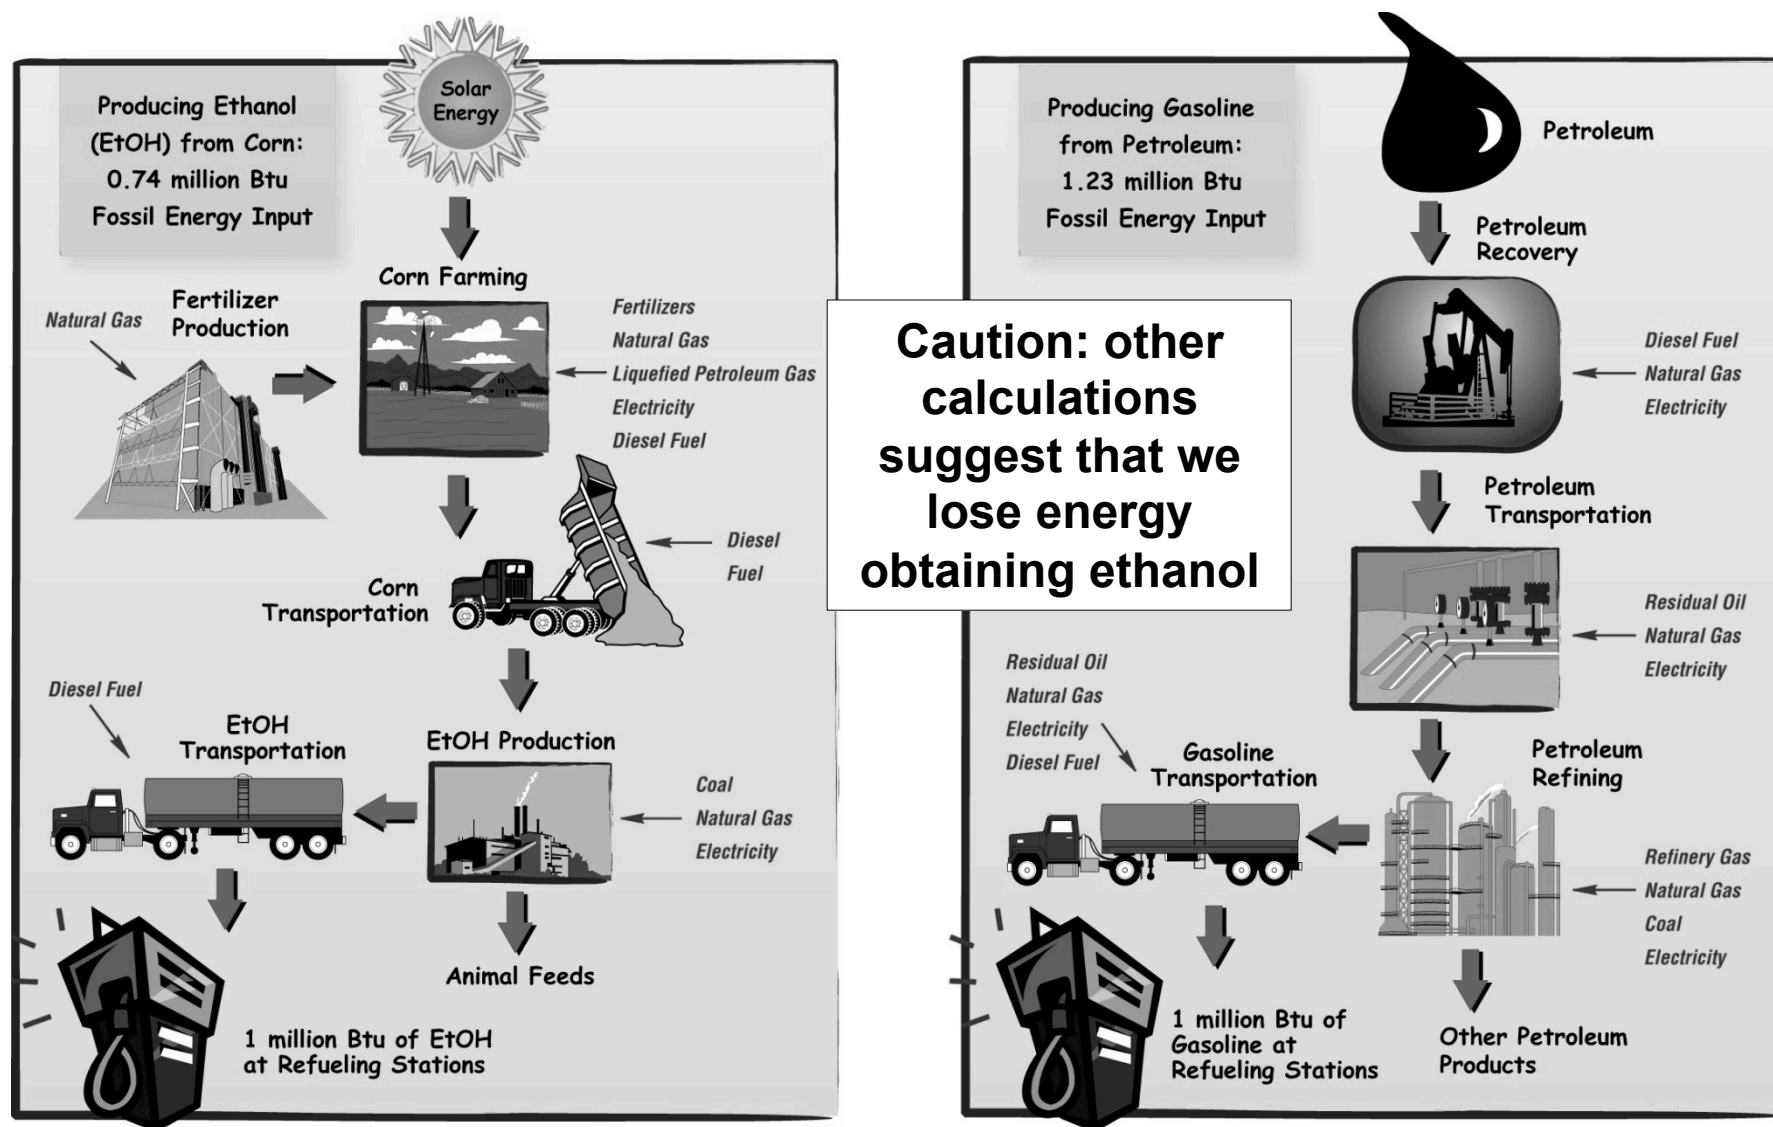 Producing Ethanol
(EtOH) from Corn:
0.74 million Btu
Fossil Energy Input
Solar
Energy
Corn Farming
Fertilizer
Production
Natural Gas
Fertilizers
Natural Gas
Liquefied Petroleum Gas
Electricity
Diesel Fuel
Diesel
Fuel
Corn
Transportation
Diesel Fuel
EtOH
Transportation
EtOH Production
Coal
Natural Gas
Electricity
Animal Feeds
1 million Btu of EtOH
at Refueling Stations
Caution: other
calculations
suggest that we
lose energy
obtaining ethanol
Producing Gasoline
from Petroleum:
1.23 million Btu
Fossil Energy Input
Petroleum
Petroleum
Recovery
Diesel Fuel
Natural Gas
Electricity
Petroleum
Transportation
Residual Oil
Natural Gas
Electricity
Residual Oil
Natural Gas
Electricity
Diesel Fuel
Gasoline
Transportation
Petroleum
Refining
Refinery Gas
Natural Gas
Coal
Electricity
1 million Btu of
Gasoline at
Refueling Stations
Other Petroleum
Products